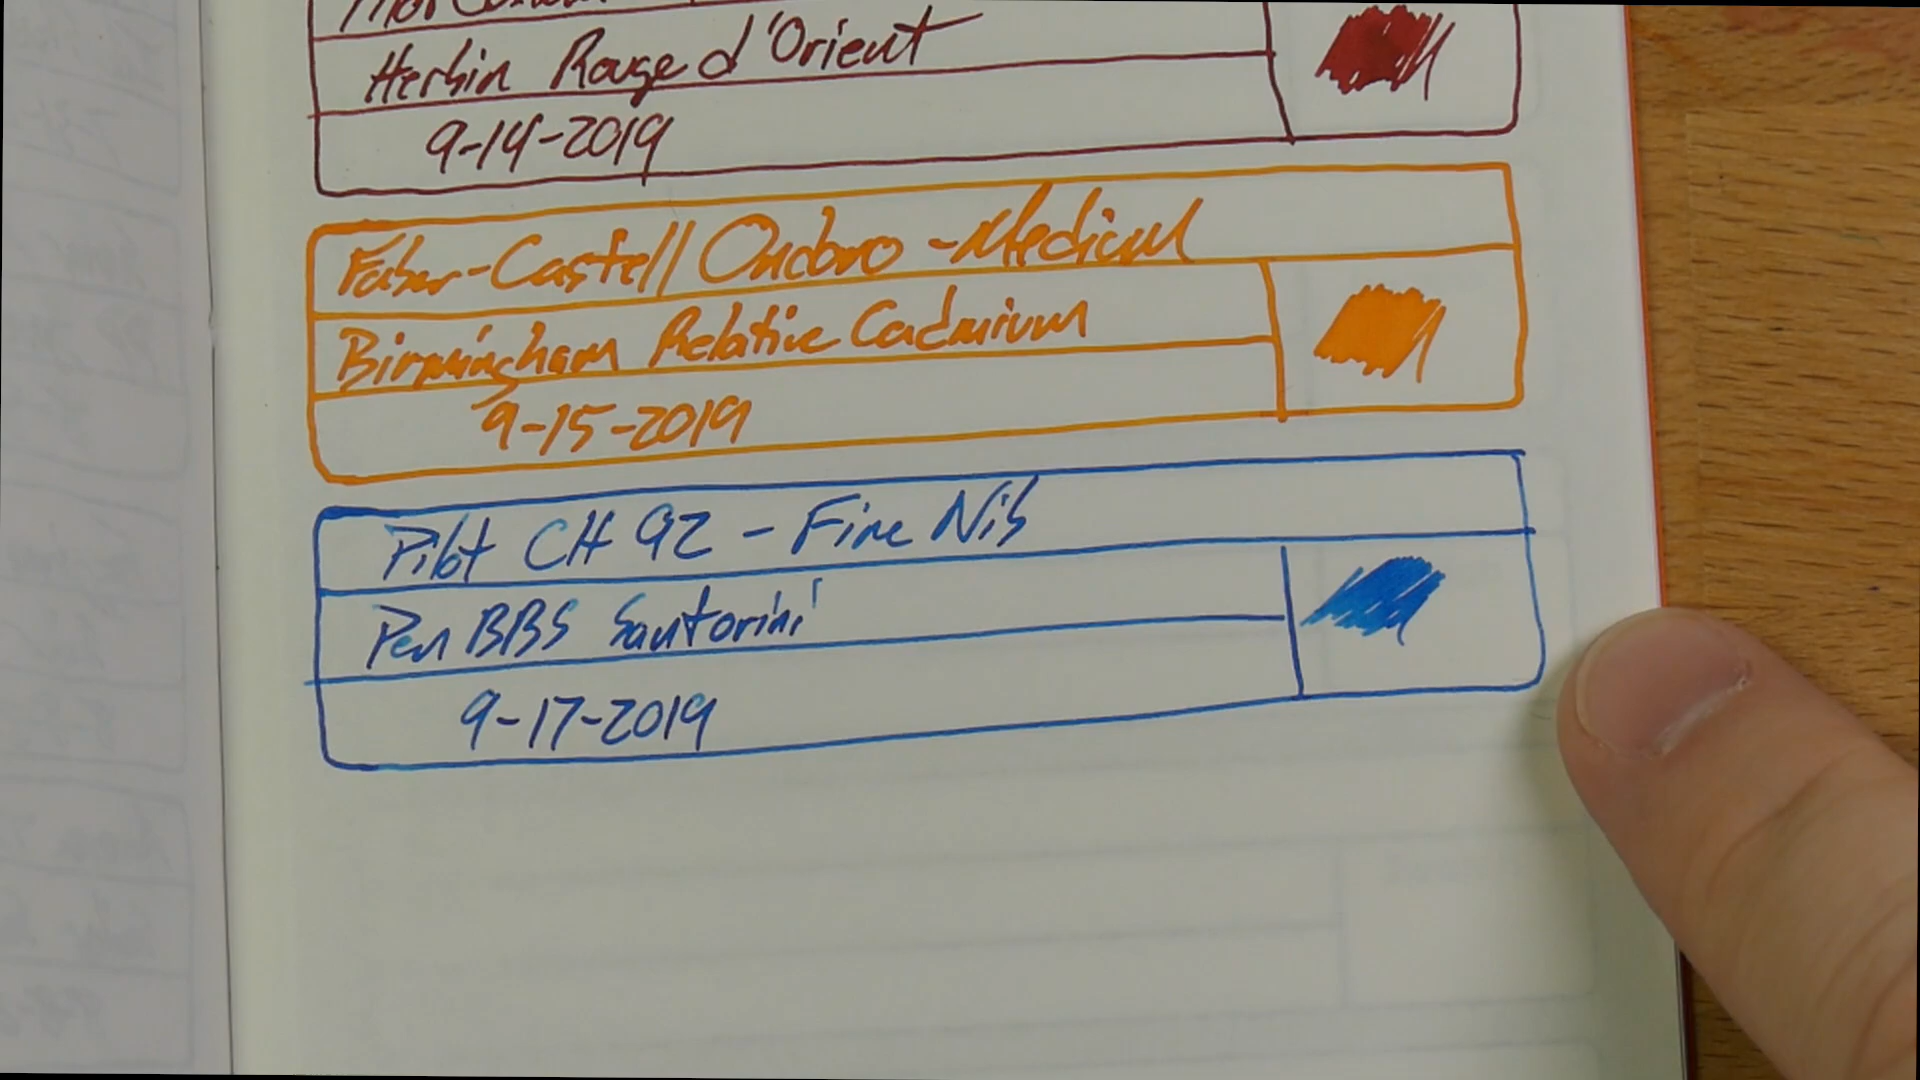 Herbin Rouge d'Orient
9-14-2019
Faber-Castell Ondoro - Medium
Birmingham Relative Cadmium
9-15-2019
Pilot CH 92 - Fine Nib
Pen BBS Santorini
9-17-2019